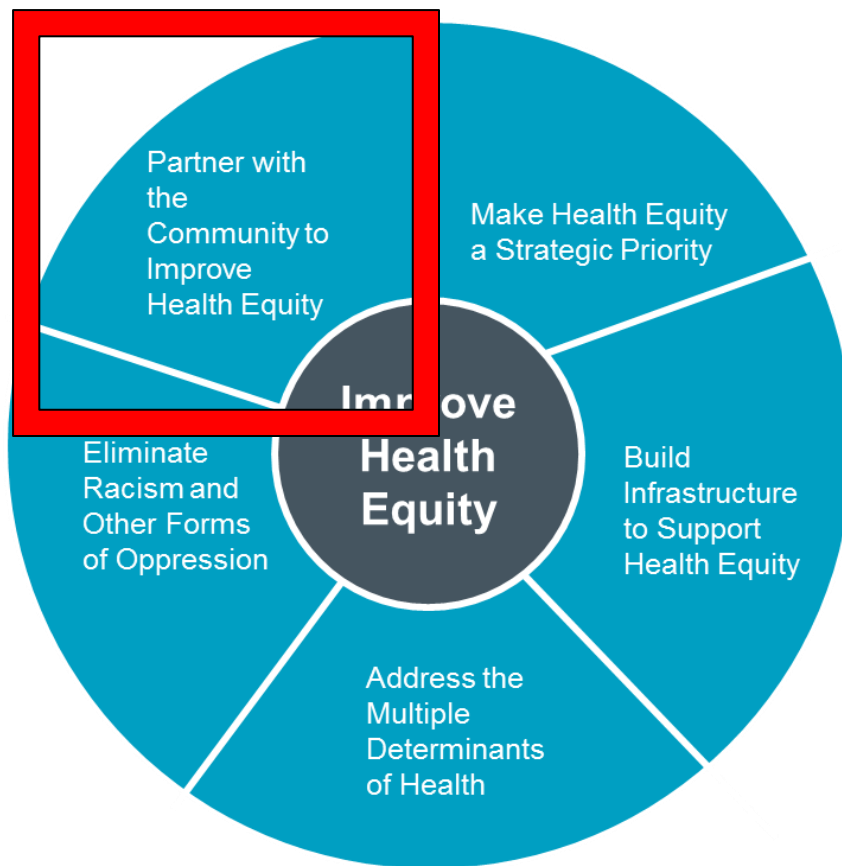 Partner with
the
Community to
Improve
Health Equity
Make Health Equity
a Strategic Priority
Build
Infrastructure
to Support
Health Equity
Address the
Multiple
Determinants
of Health
Eliminate
Racism and
Other Forms
of Oppression
Improve
Health
Equity